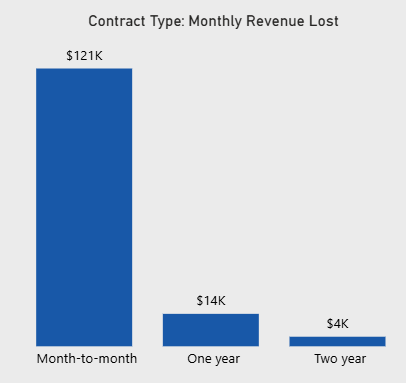 Contract Type: Monthly Revenue Lost
$121K
$14K
$4K
Month-to-month
One year
Two year